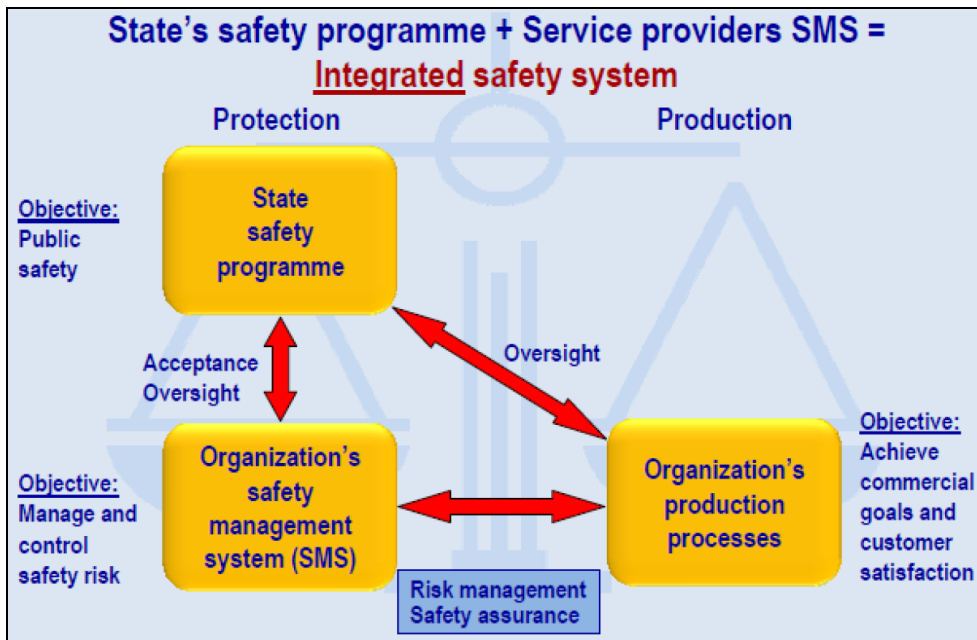 State's safety programme + Service providers SMS =
Integrated safety system
Protection
Production
Objective:
Public
safety
State
safety
programme
Acceptance
Oversight
Oversight
Objective:
Manage and
control
safety risk
Organization's
safety
management
system (SMS)
Risk management
Safety assurance
Organization's
production
processes
Objective:
Achieve
commercial
goals and
customer
satisfaction